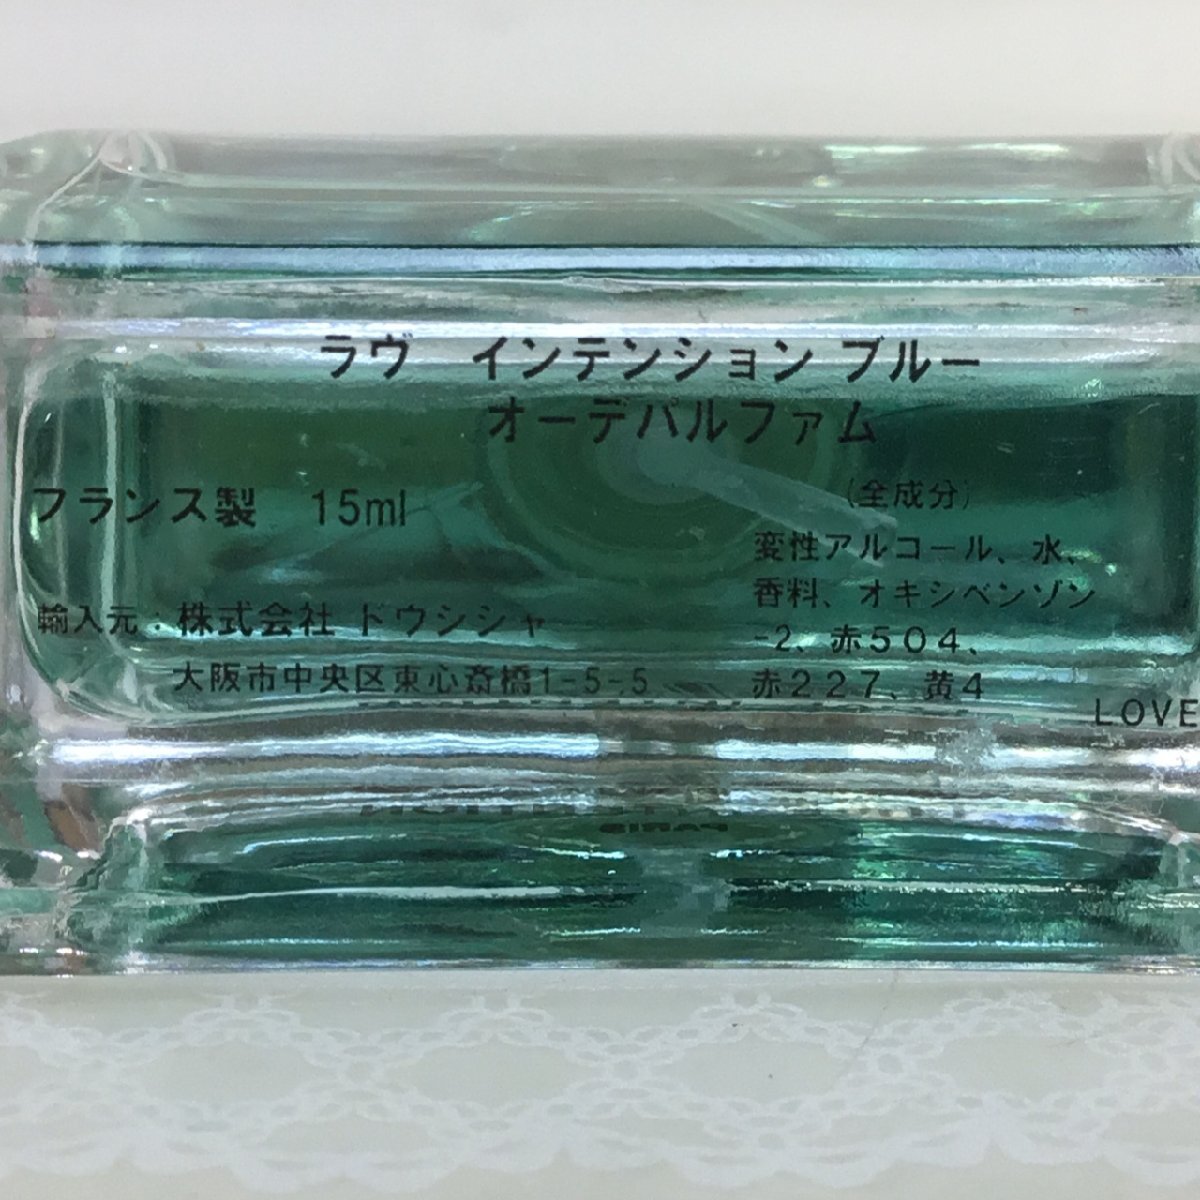 ラヴ　インテンション ブルー
オーデパルファム
フランス製　15ml
輸入元：株式会社 ドウシシャ
大阪市中央区東心斎橋1-5-5
(全成分)
変性アルコール、水、
香料、オキシベンゾン
-2、赤504、
赤227、黄4
LOVE